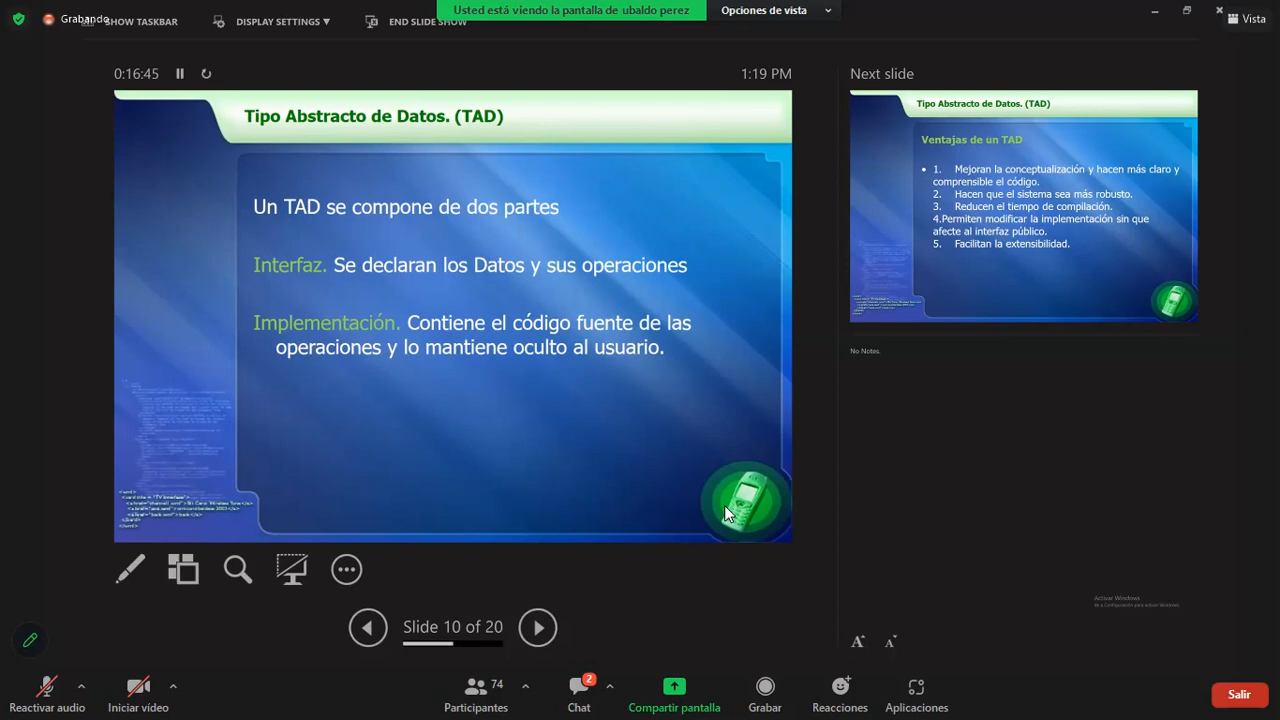 Grabando
SHOW TASKBAR
DISPLAY SETTINGS ▼
END SLIDE SHOW
Usted está viendo la pantalla de ubaldo perez
Opciones de vista
Vista
0:16:45
1:19 PM
Next slide
Tipo Abstracto de Datos. (TAD)
Un TAD se compone de dos partes
Interfaz. Se declaran los Datos y sus operaciones
Implementación. Contiene el código fuente de las
operaciones y lo mantiene oculto al usuario.
Tipo Abstracto de Datos. (TAD)
Ventajas de un TAD
• 1. Mejoran la conceptualización y hacen más claro y
comprensible el código.
2. Hacen que el sistema sea más robusto.
3. Reducen el tiempo de compilación.
4.Permiten modificar la implementación sin que
afecte al interfaz público.
5. Facilitan la extensibilidad.
No Notes.
Activar Windows
Ve a Configuración para activar Windows.
Slide 10 of 20
A
A
Reactivar audio
Iniciar vídeo
74
Participantes
2
Chat
Compartir pantalla
Grabar
Reacciones
Aplicaciones
Salir